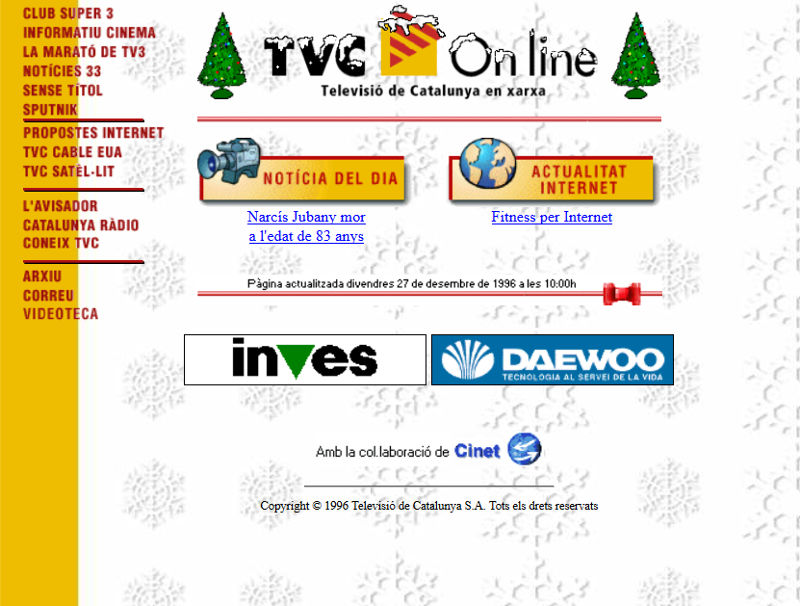 CLUB SUPER 3
INFORMATIU CINEMA
LA MARATÓ DE TV3
NOTÍCIES 33
SENSE TíTOL
SPUTNIK
PROPOSTES INTERNET
TVC CABLE EUA
TVC SATÈL·LIT
L'AVISADOR
CATALUNYA RÀDIO
CONEIX TVC
ARXIU
CORREU
VIDEOTECA
TVC On line
Televisió de Catalunya en xarxa
NOTÍCIA DEL DIA
Narcís Jubany mor
a l'edat de 83 anys
ACTUALITAT
INTERNET
Fitness per Internet
Pàgina actualitzada divendres 27 de desembre de 1996 a les 10:00h
inves
DAEWOO
TECNOLOGIA AL SERVEI DE LA VIDA
Amb la col.laboració de Cinet
Copyright © 1996 Televisió de Catalunya S.A. Tots els drets reservats